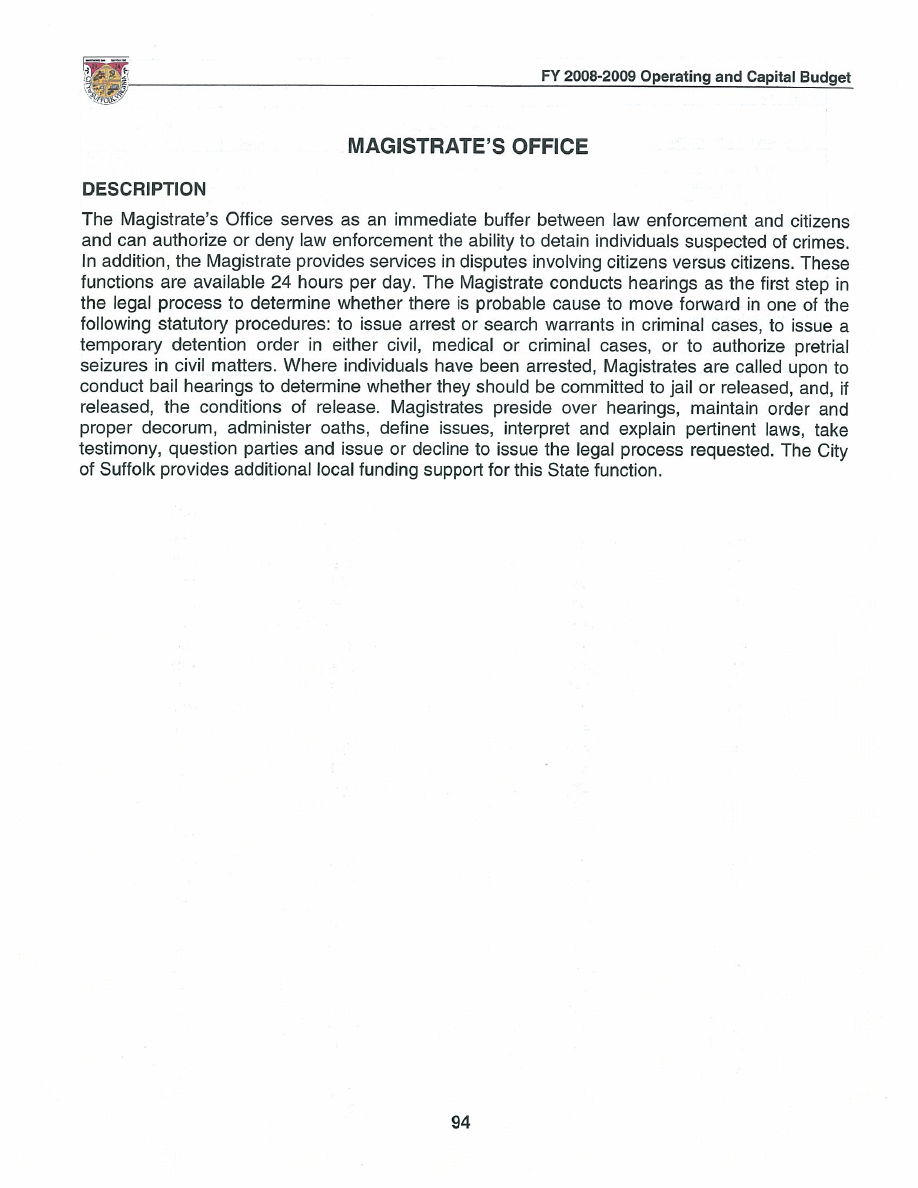 FY 2008-2009 Operating and Capital Budget
MAGISTRATE'S OFFICE
DESCRIPTION
The Magistrate's Office serves as an immediate buffer between law enforcement and citizens
and can authorize or deny law enforcement the ability to detain individuals suspected of crimes.
In addition, the Magistrate provides services in disputes involving citizens versus citizens. These
functions are available 24 hours per day. The Magistrate conducts hearings as the first step in
the legal process to determine whether there is probable cause to move forward in one of the
following statutory procedures: to issue arrest or search warrants in criminal cases, to issue a
temporary detention order in either civil, medical or criminal cases, or to authorize pretrial
seizures in civil matters. Where individuals have been arrested, Magistrates are called upon to
conduct bail hearings to determine whether they should be committed to jail or released, and, if
released, the conditions of release. Magistrates preside over hearings, maintain order and
proper decorum, administer oaths, define issues, interpret and explain pertinent laws, take
testimony, question parties and issue or decline to issue the legal process requested. The City
of Suffolk provides additional local funding support for this State function.
94